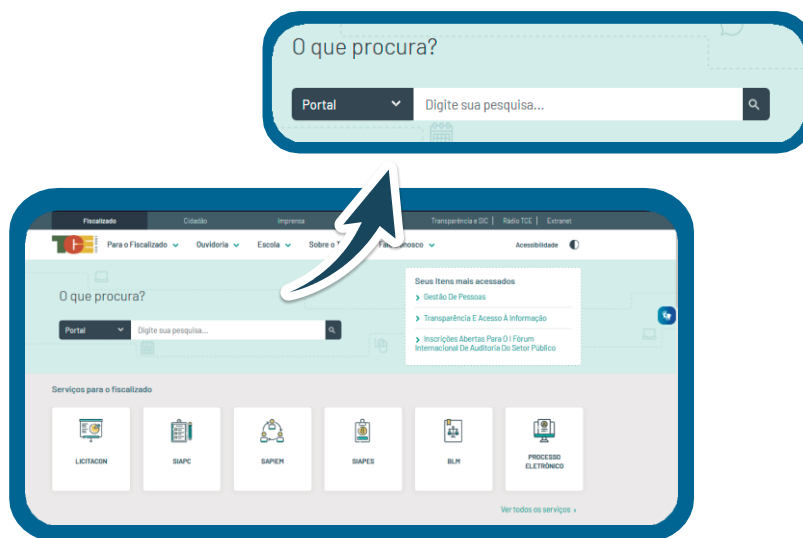 O que procura?
Portal Digite sua pesquisa...
Fiscalizado Cidadão Imprensa Transparência e SIC | Rádio TCE | Extranet
TCE Para o Fiscalizado Ouvidoria Escola Sobre o Acessibilidade
O que procura?
Portal Digite sua pesquisa...
Seus Itens mais acessados
Gestão De Pessoas
Transparência E Acesso À Informação
Inscrições Abertas Para O I Fórum
Internacional De Auditoria Do Setor Público
Serviços para o fiscalizado
LICITACON SIAPC SAPIEM SIAPES BLM PROCESSO
ELETRÔNICO
Ver todos os serviços